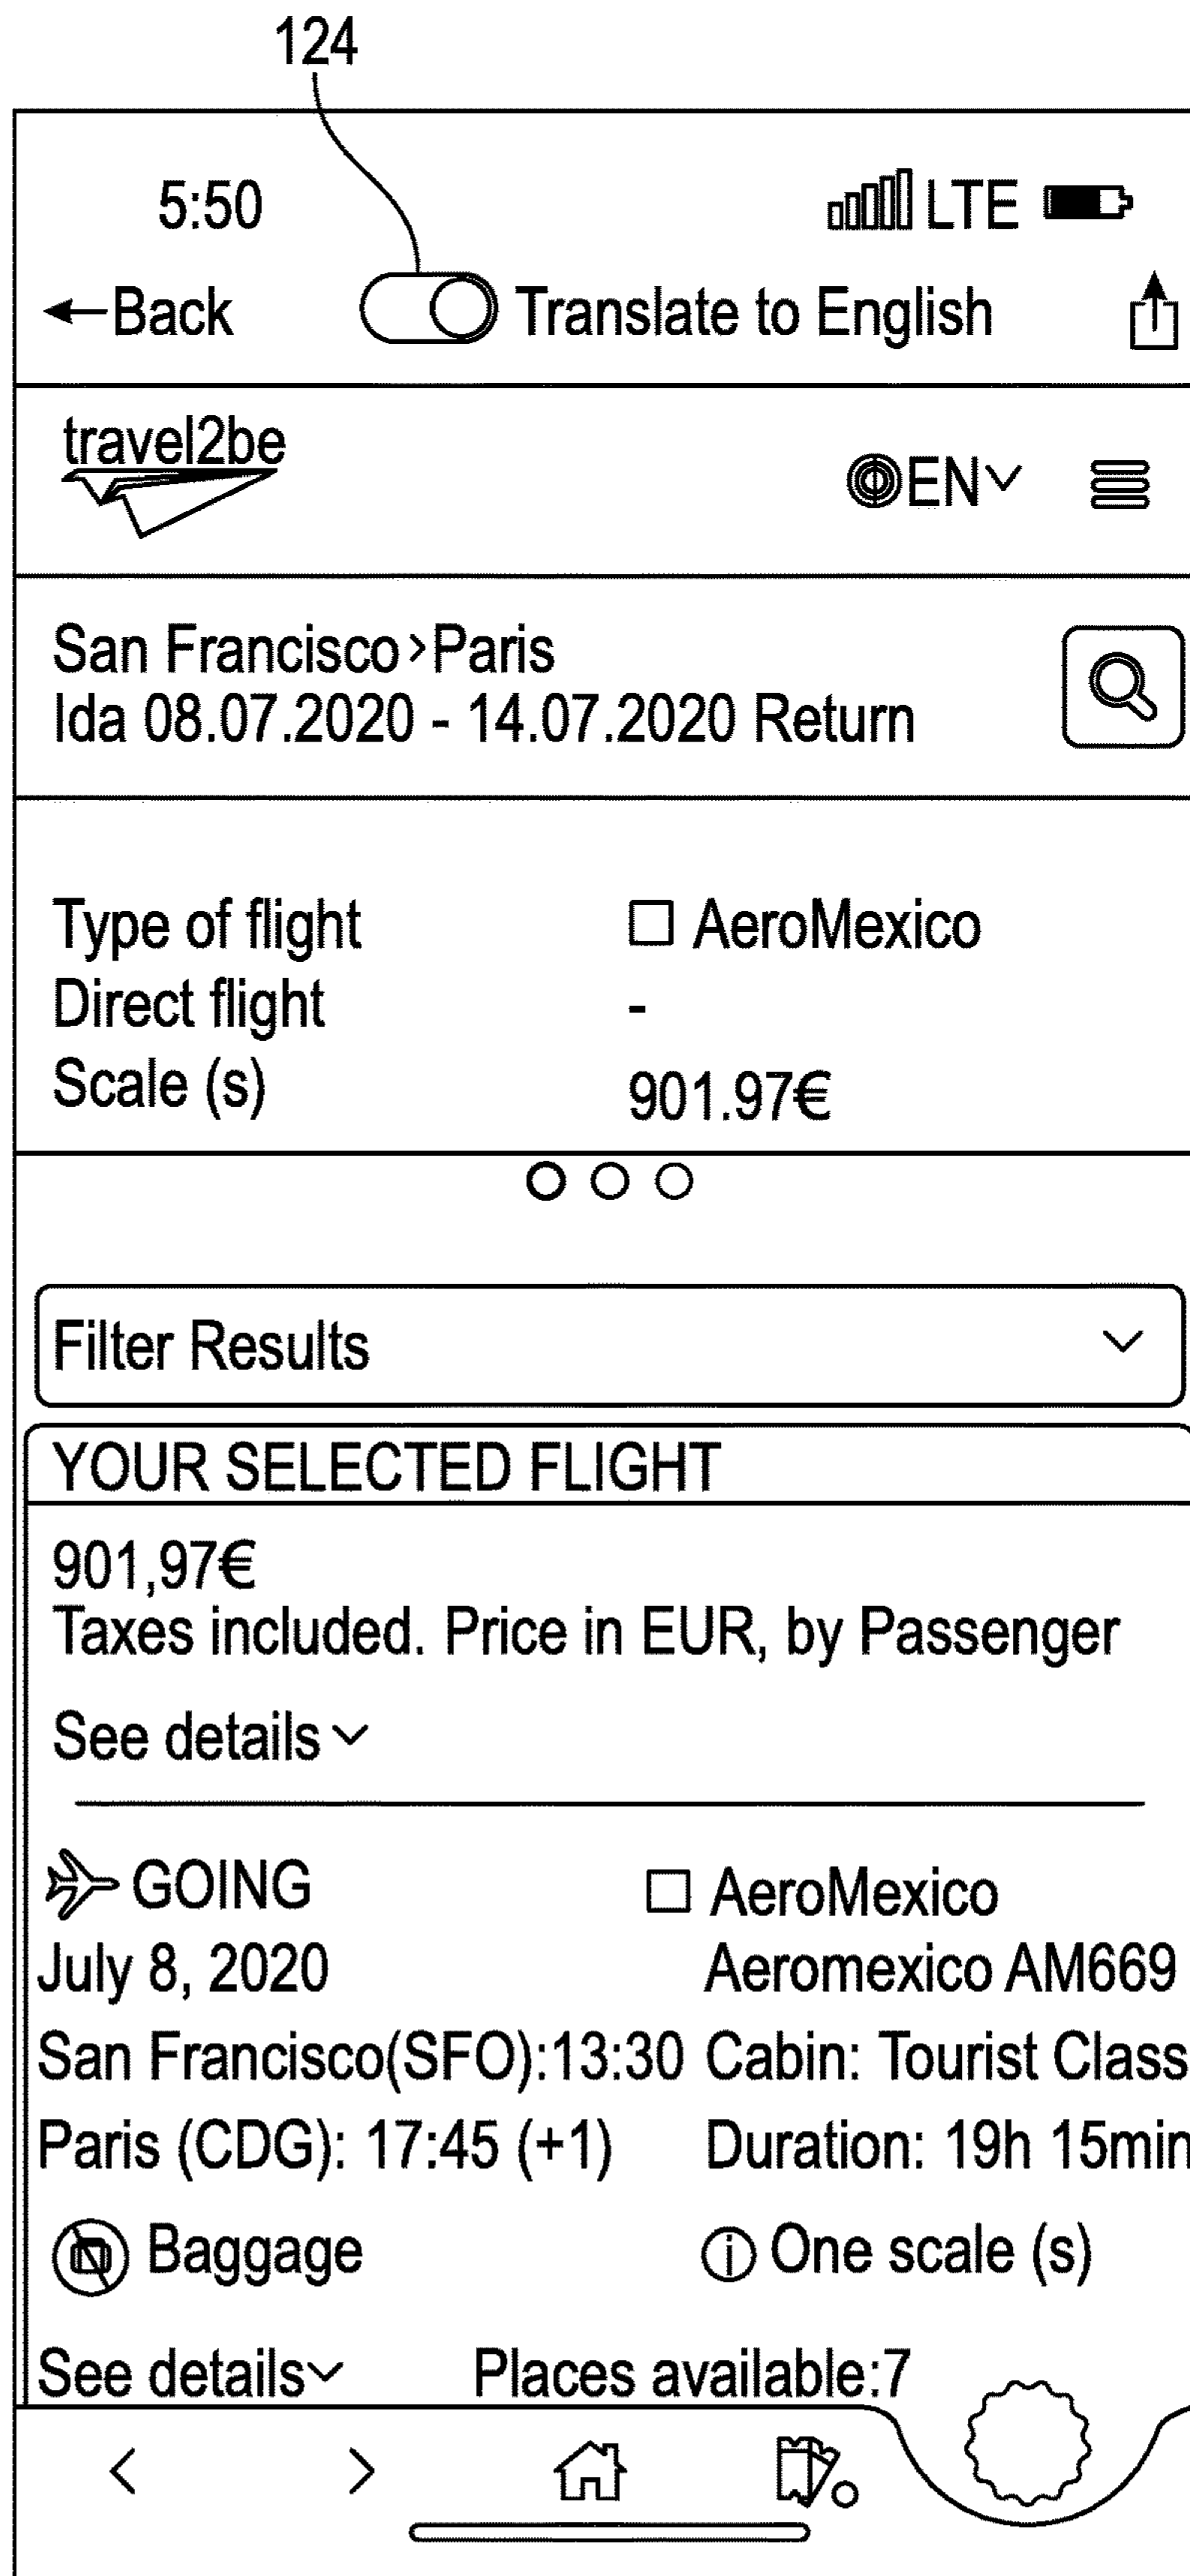 124
5:50 LTE
←Back Translate to English
travel2be
EN
San Francisco›Paris
Ida 08.07.2020 - 14.07.2020 Return
Type of flight AeroMexico
Direct flight -
Scale (s) 901.97€
Filter Results
YOUR SELECTED FLIGHT
901,97€
Taxes included. Price in EUR, by Passenger
See details
GOING AeroMexico
July 8, 2020 Aeromexico AM669
San Francisco(SFO):13:30 Cabin: Tourist Class
Paris (CDG): 17:45 (+1) Duration: 19h 15min
Baggage One scale (s)
See details Places available:7